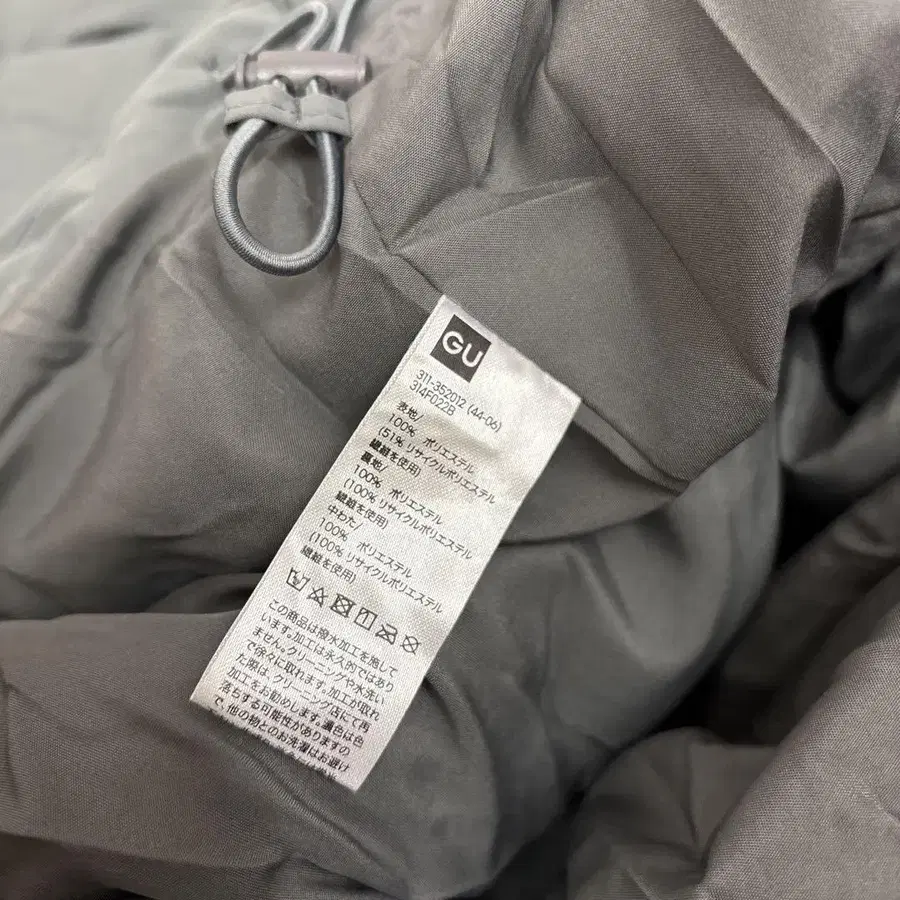 GU
311-352012 (44-06)
314F022B
表地/
100% ポリエステル
(51% リサイクルポリエステル
繊維を使用)
裏地/
100% ポリエステル
(100% リサイクルポリエステル
繊維を使用)
中わた/
100% ポリエステル
(100% リサイクルポリエステル
繊維を使用)
この商品は撥水加工を施して
います。加工は永久的ではあり
ません。クリーニングや水洗い
で徐々に取れます。加工が取れ
た際は、クリーニング店にて再
加工をお勧めします。濃色は色
落ちする可能性がありますの
で、他の物とのお洗濯はお避け